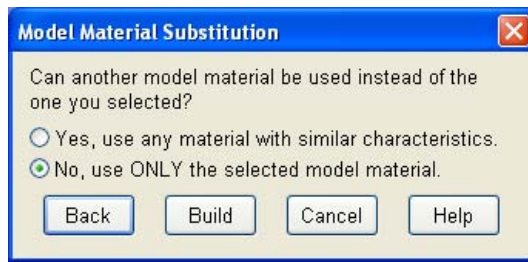 Model Material Substitution
Can another model material be used instead of the
one you selected?
Yes, use any material with similar characteristics.
No, use ONLY the selected model material.
Back Build Cancel Help